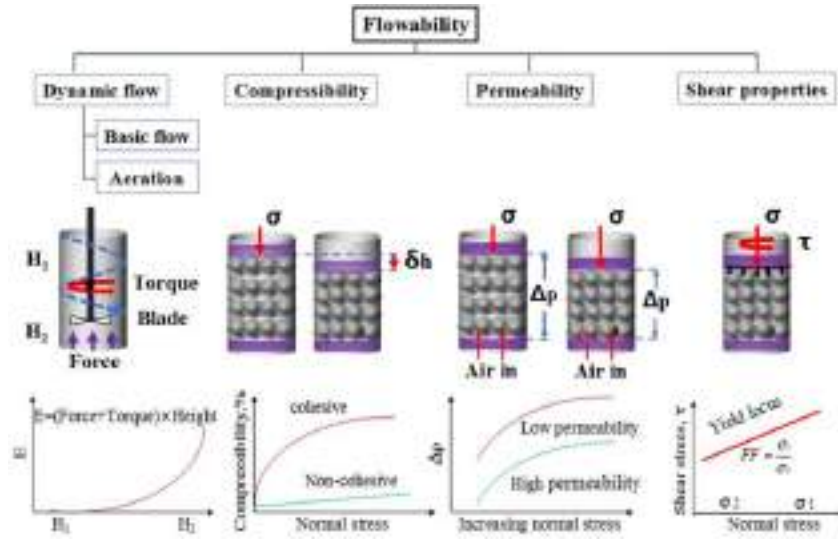 Flowability
Dynamic flow
Compressibility
Permeability
Shear properties
Basic flow
Aeration
σ
σ
σ
σ
τ
H₁
δh
Torque
Δp
Δp
H₂
Blade
Force
Air in
Air in
E=(Force+Torque)×Height
E
H₁
H₂
Compressibility,%
cohesive
Non-cohesive
Normal stress
Δp
Low permeability
High permeability
Increasing normal stress
Shear stress, τ
Yield locus
FF =
Normal stress